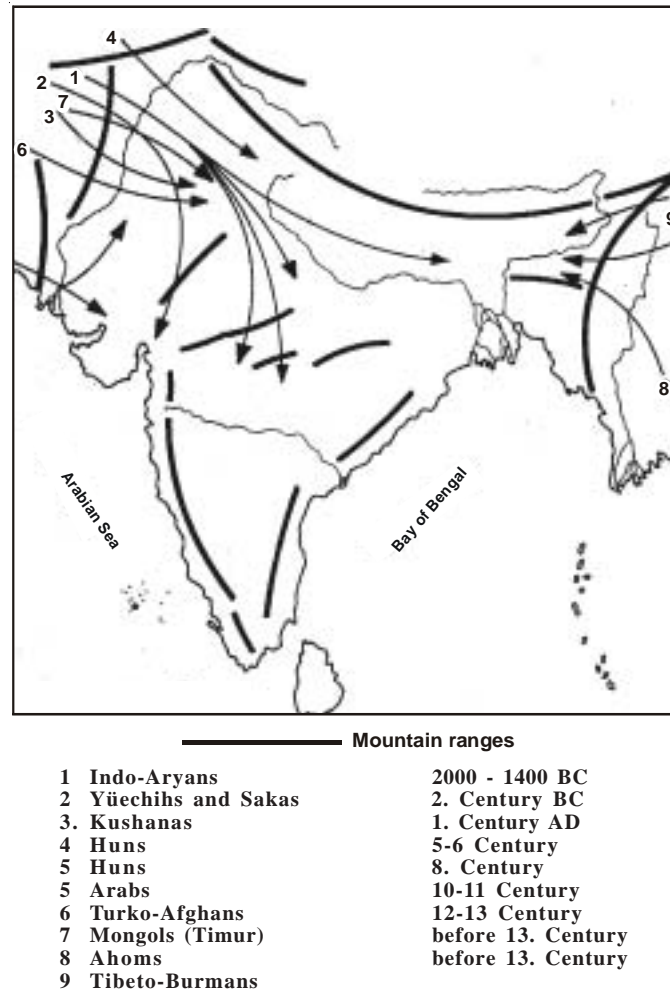 4
2
1
7
3
6
9
8
Arabian Sea
Bay of Bengal
Mountain ranges
1 Indo-Aryans 2000 - 1400 BC
2 Yüechihs and Sakas 2. Century BC
3. Kushanas 1. Century AD
4 Huns 5-6 Century
5 Huns 8. Century
5 Arabs 10-11 Century
6 Turko-Afghans 12-13 Century
7 Mongols (Timur) before 13. Century
8 Ahoms before 13. Century
9 Tibeto-Burmans